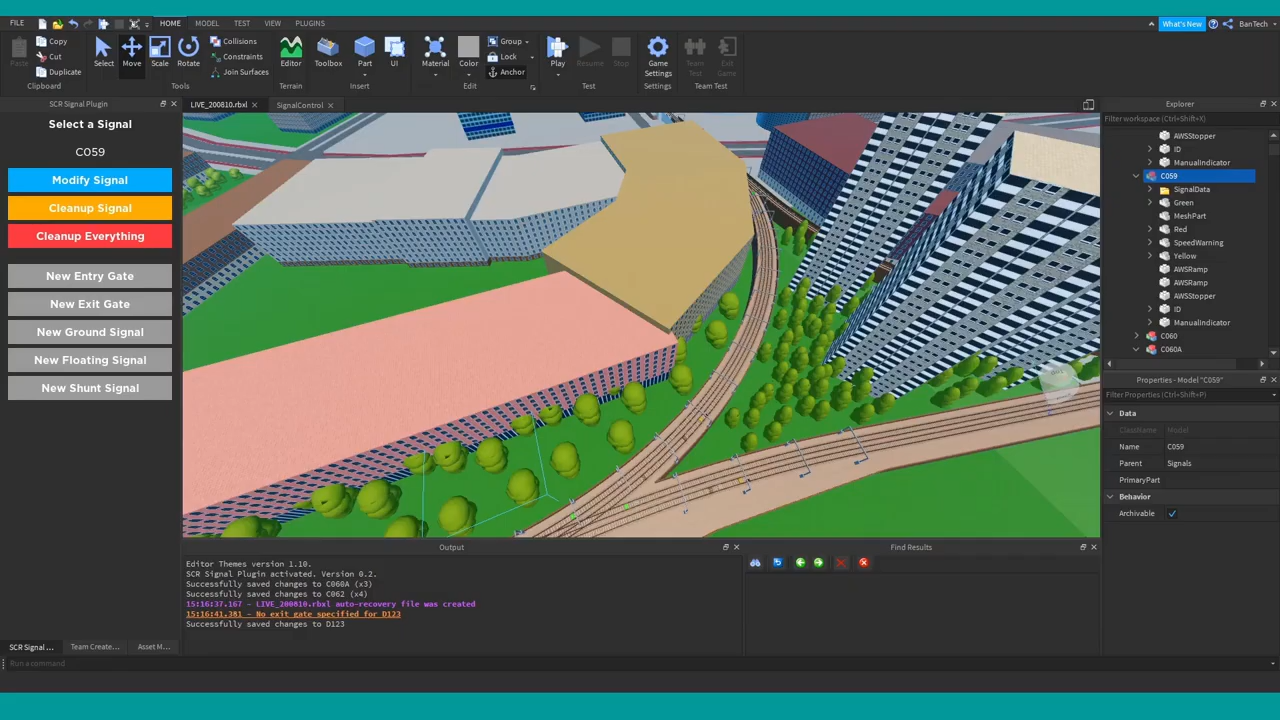 FILE
HOME
MODEL
TEST
VIEW
PLUGINS
What's New
BanTech
Paste
Copy
Cut
Duplicate
Clipboard
Select
Move
Scale
Rotate
Collisions
Constraints
Join Surfaces
Tools
Editor
Terrain
Toolbox
Part
UI
Insert
Material
Color
Group
Lock
Anchor
Edit
Play
Resume
Stop
Test
Game
Settings
Settings
Team
Test
Exit
Game
Team Test
SCR Signal Plugin
Select a Signal
C059
Modify Signal
Cleanup Signal
Cleanup Everything
New Entry Gate
New Exit Gate
New Ground Signal
New Floating Signal
New Shunt Signal
SCR Signal ...
Team Create...
Asset M...
Run a command
LIVE_200810.rbxl
SignalControl
Output
Editor Themes version 1.10.
SCR Signal Plugin activated. Version 0.2.
Successfully saved changes to C060A (x3)
Successfully saved changes to C062 (x4)
15:16:37.167 - LIVE_200810.rbxl auto-recovery file was created
15:16:41.381 - No exit gate specified for D123
Successfully saved changes to D123
Find Results
Explorer
Filter workspace (Ctrl+Shift+X)
AWSStopper
ID
ManualIndicator
C059
SignalData
Green
MeshPart
Red
SpeedWarning
Yellow
AWSRamp
AWSRamp
AWSStopper
ID
ManualIndicator
C060
C060A
Properties - Model "C059"
Filter Properties (Ctrl+Shift+P)
Data
ClassName Model
Name C059
Parent Signals
PrimaryPart
Behavior
Archivable